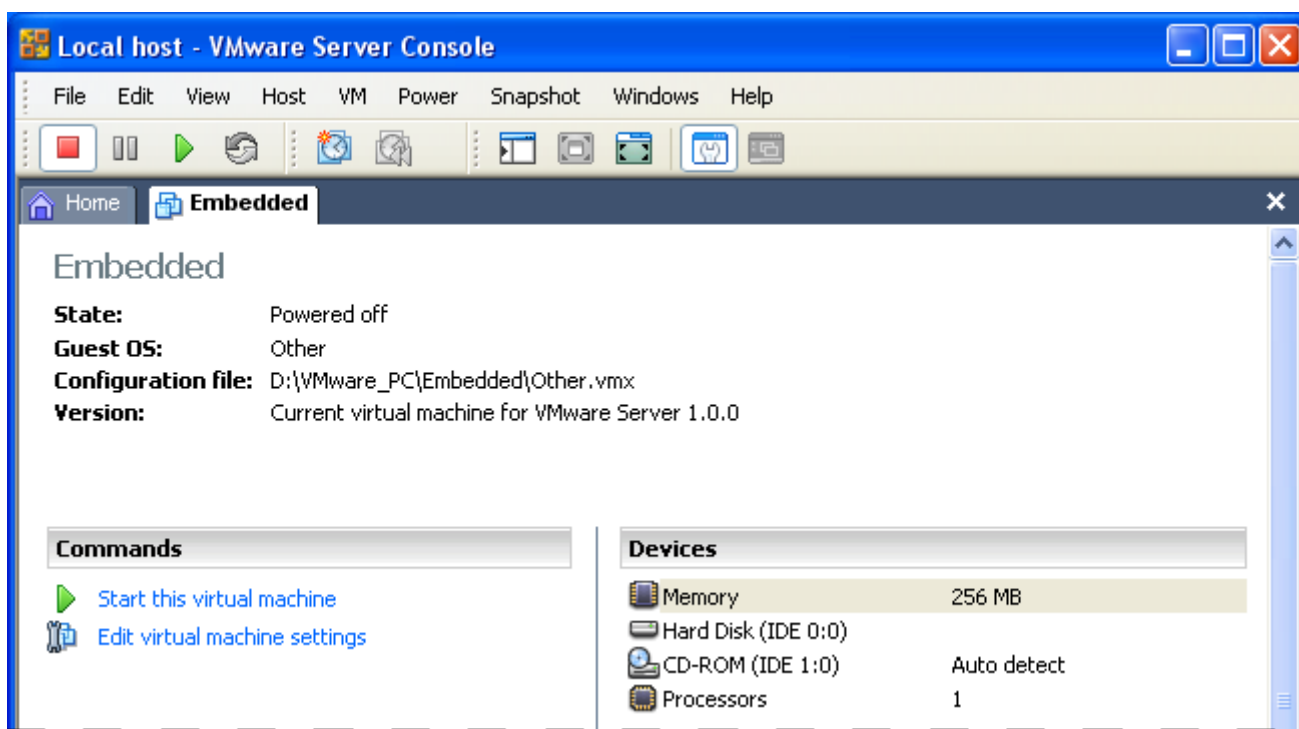 Local host - VMware Server Console
File Edit View Host VM Power Snapshot Windows Help
Home Embedded
Embedded
State: Powered off
Guest OS: Other
Configuration file: D:\VMware_PC\Embedded\Other.vmx
Version: Current virtual machine for VMware Server 1.0.0
Commands
Start this virtual machine
Edit virtual machine settings
Devices
Memory 256 MB
Hard Disk (IDE 0:0)
CD-ROM (IDE 1:0) Auto detect
Processors 1